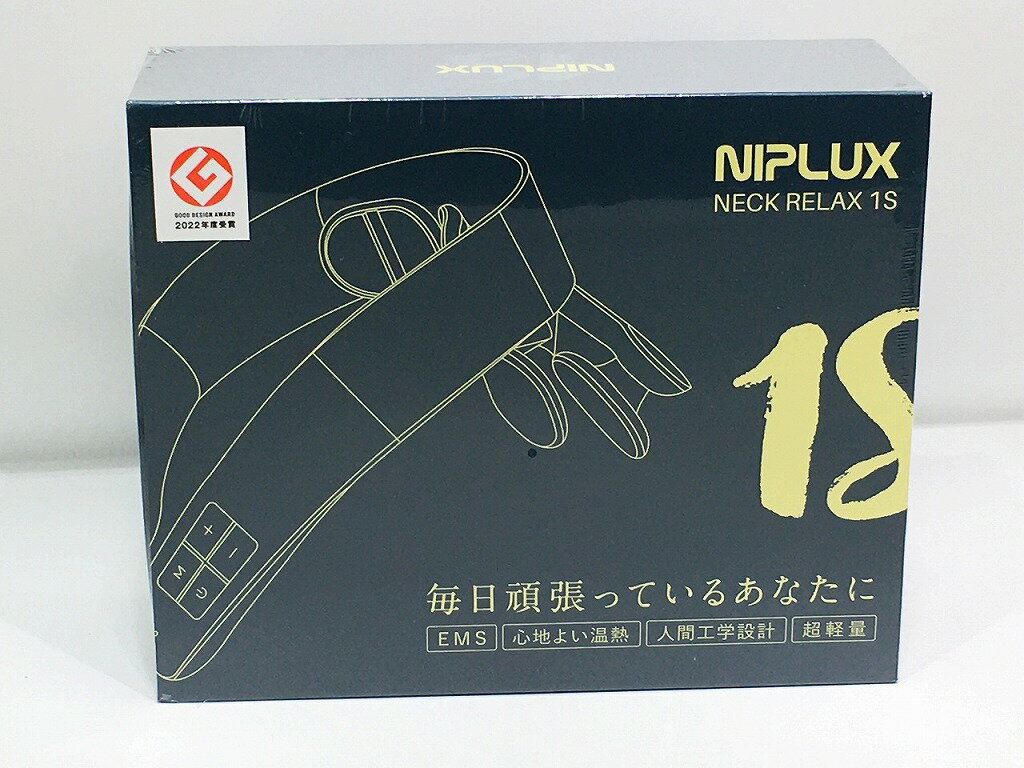 NIPLUX
GOOD DESIGN AWARD
2022年度受賞
NIPLUX
NECK RELAX 1S
1S
+
-
M
毎日頑張っているあなたに
EMS 心地よい温熱 人間工学設計 超軽量